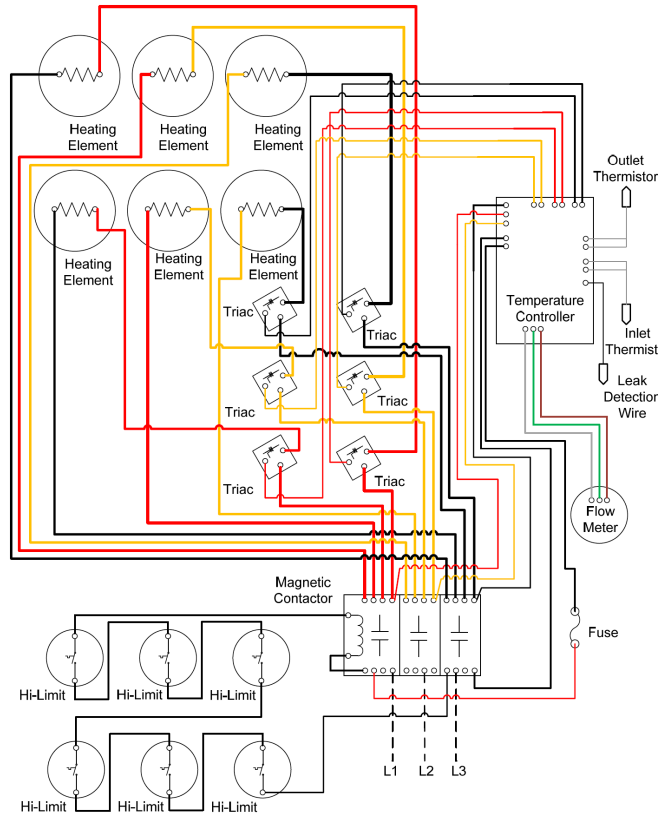 Heating
Element
Heating
Element
Heating
Element
Outlet
Thermistor
Heating
Element
Heating
Element
Heating
Element
Triac
Triac
Temperature
Controller
Inlet
Thermist
Triac
Triac
Leak
Detection
Wire
Triac
Triac
Flow
Meter
Magnetic
Contactor
Fuse
Hi-Limit
Hi-Limit
Hi-Limit
L1
L2
L3
Hi-Limit
Hi-Limit
Hi-Limit